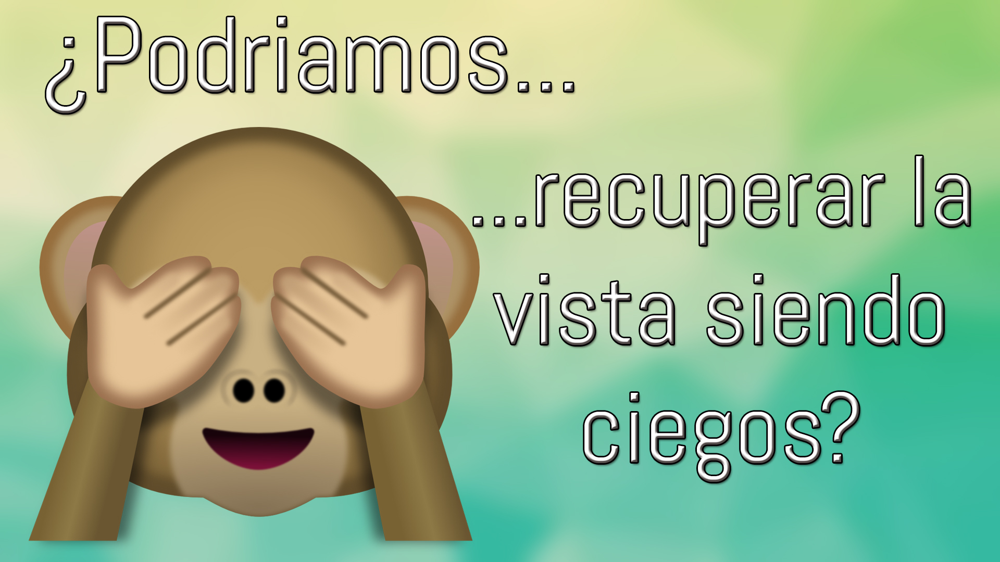 ¿Podriamos...
...recuperar la
vista siendo
ciegos?